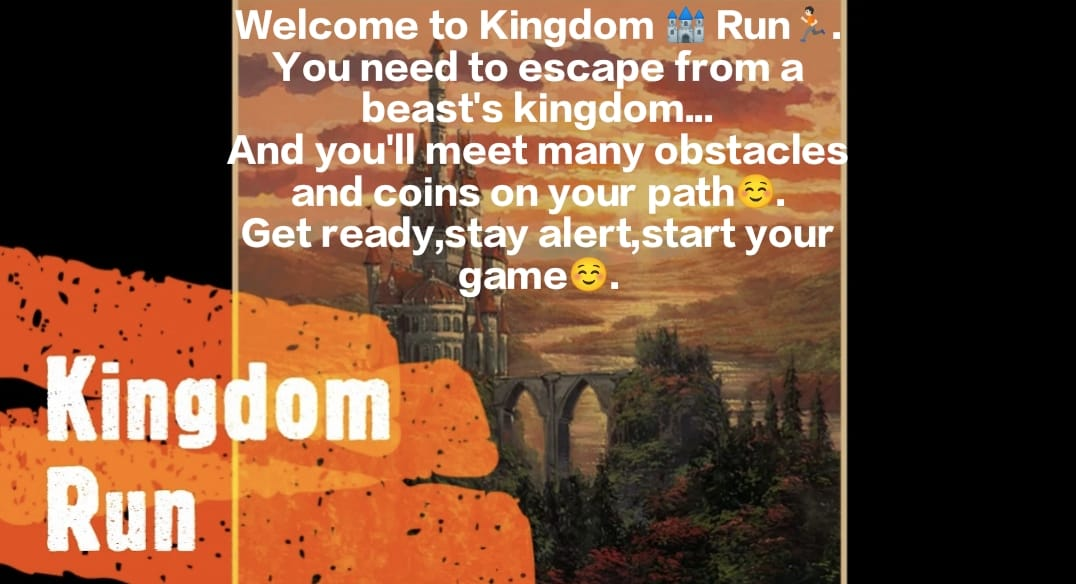 Welcome to Kingdom 🏰 Run🏃🏻.
You need to escape from a
beast's kingdom...
And you'll meet many obstacles
and coins on your path☺️.
Get ready,stay alert,start your
game☺️.
Kingdom
Run